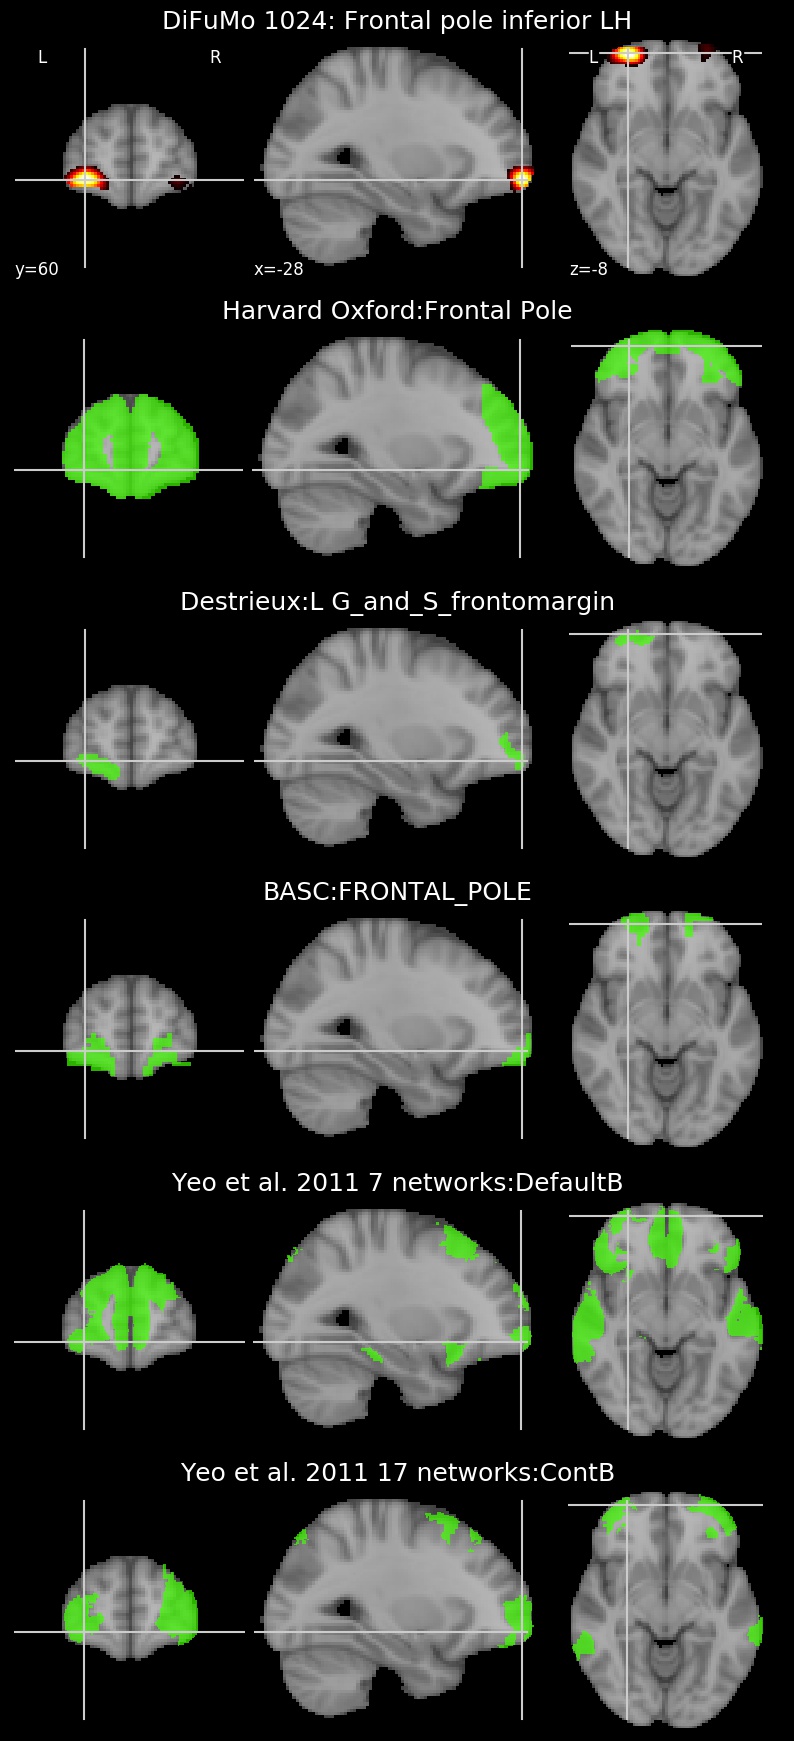 DiFuMo 1024: Frontal pole inferior LH
L R L R
y=60 x=-28 z=-8
Harvard Oxford:Frontal Pole
Destrieux:L G_and_S_frontomargin
BASC:FRONTAL_POLE
Yeo et al. 2011 7 networks:DefaultB
Yeo et al. 2011 17 networks:ContB